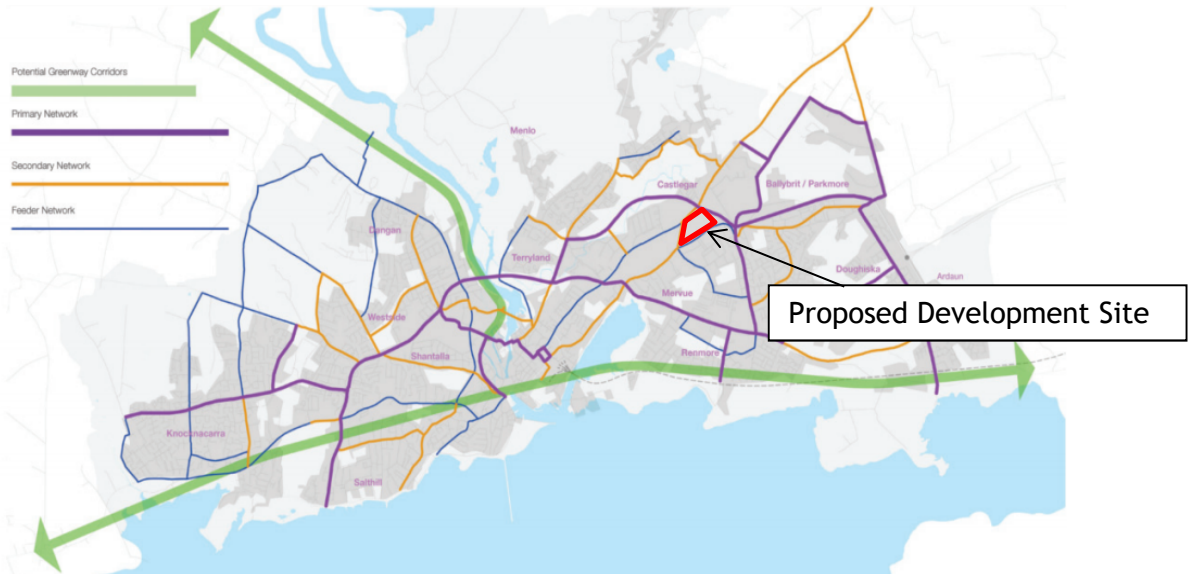 Potential Greenway Corridors
Primary Network
Secondary Network
Feeder Network
Menlo
Castlegar
Ballybrit / Parkmore
Dangan
Terryland
Doughiska
Ardaun
Mervue
Westside
Proposed Development Site
Shantalla
Renmore
Knocknacarra
Salthill